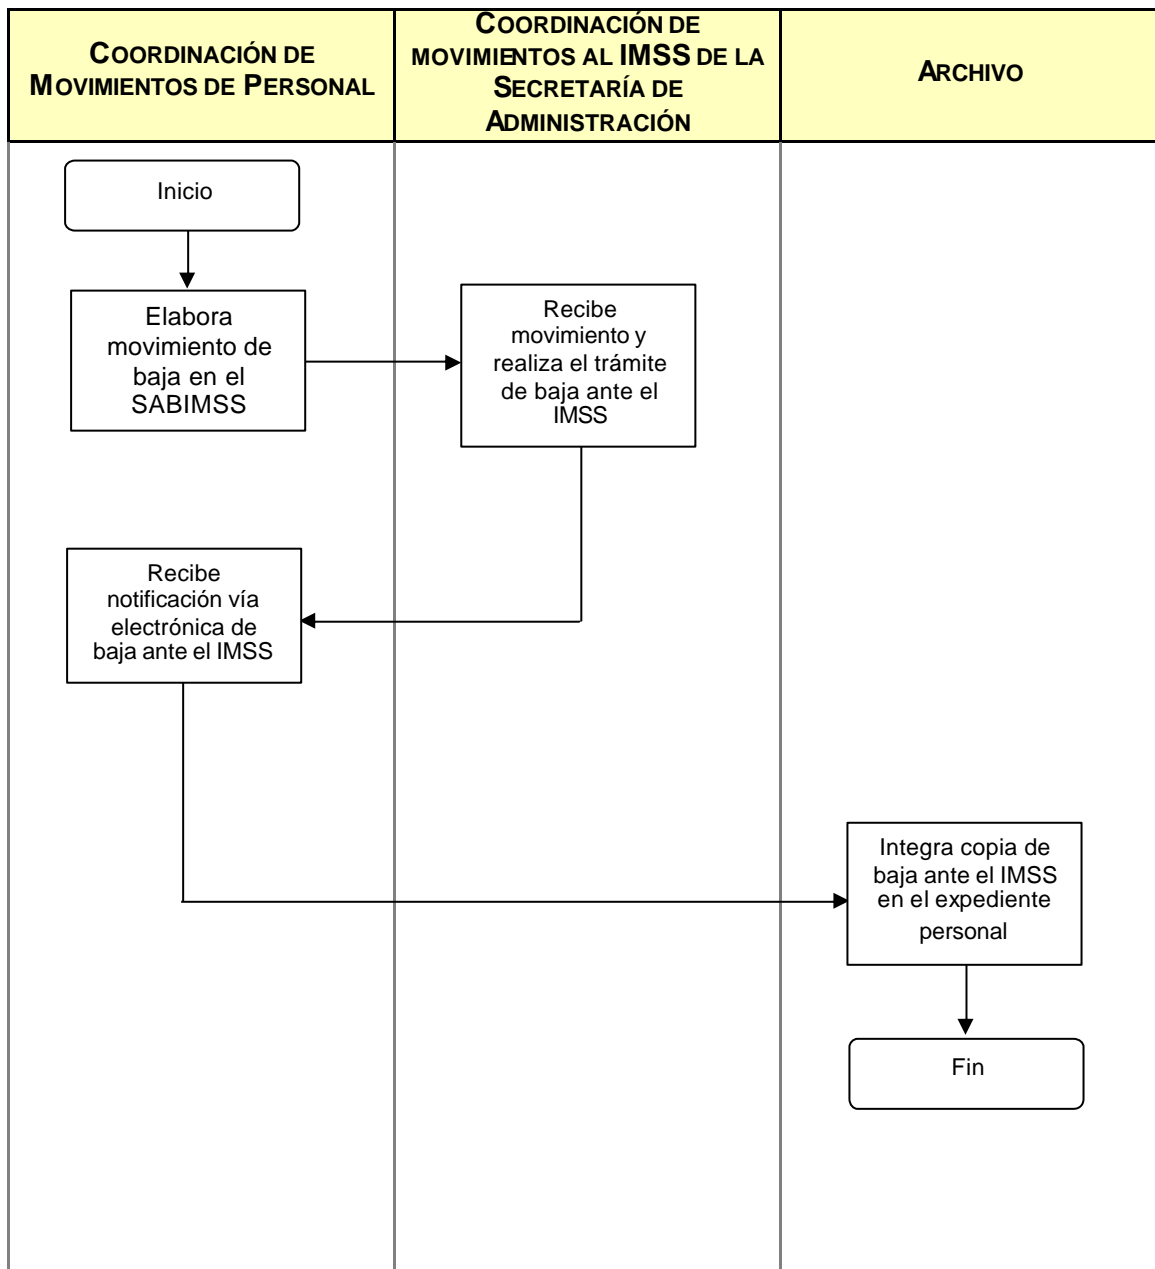 COORDINACIÓN DE
MOVIMIENTOS DE PERSONAL
COORDINACIÓN DE
MOVIMIENTOS AL IMSS DE LA
SECRETARÍA DE
ADMINISTRACIÓN
ARCHIVO
Inicio
Elabora
movimiento de
baja en el
SABIMSS
Recibe
movimiento y
realiza el trámite
de baja ante el
IMSS
Recibe
notificación vía
electrónica de
baja ante el IMSS
Integra copia de
baja ante el IMSS
en el expediente
personal
Fin